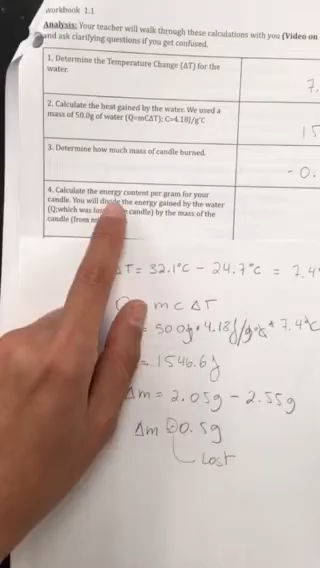 workbook 1.1
Analysis: Your teacher will walk through these calculations with you (Video on
and ask clarifying questions if you get confused.
1. Determine the Temperature Change (ΔT) for the
water.
7.
2. Calculate the heat gained by the water. We used a
mass of 50.0g of water (Q=mCΔT); C=4.18J/g°C
15
3. Determine how much mass of candle burned.
-0.
4. Calculate the energy content per gram for your
candle. You will divide the energy gained by the water
(Q;which was candle) by the mass of the
candle (from
ΔT = 32.1°C - 24.7°C = 7.4
m c ΔT
= 50.0g * 4.18J/g°C * 7.4°C
= 1546.6J
Δm = 2.05g - 2.55g
Δm 0.5g
Lost